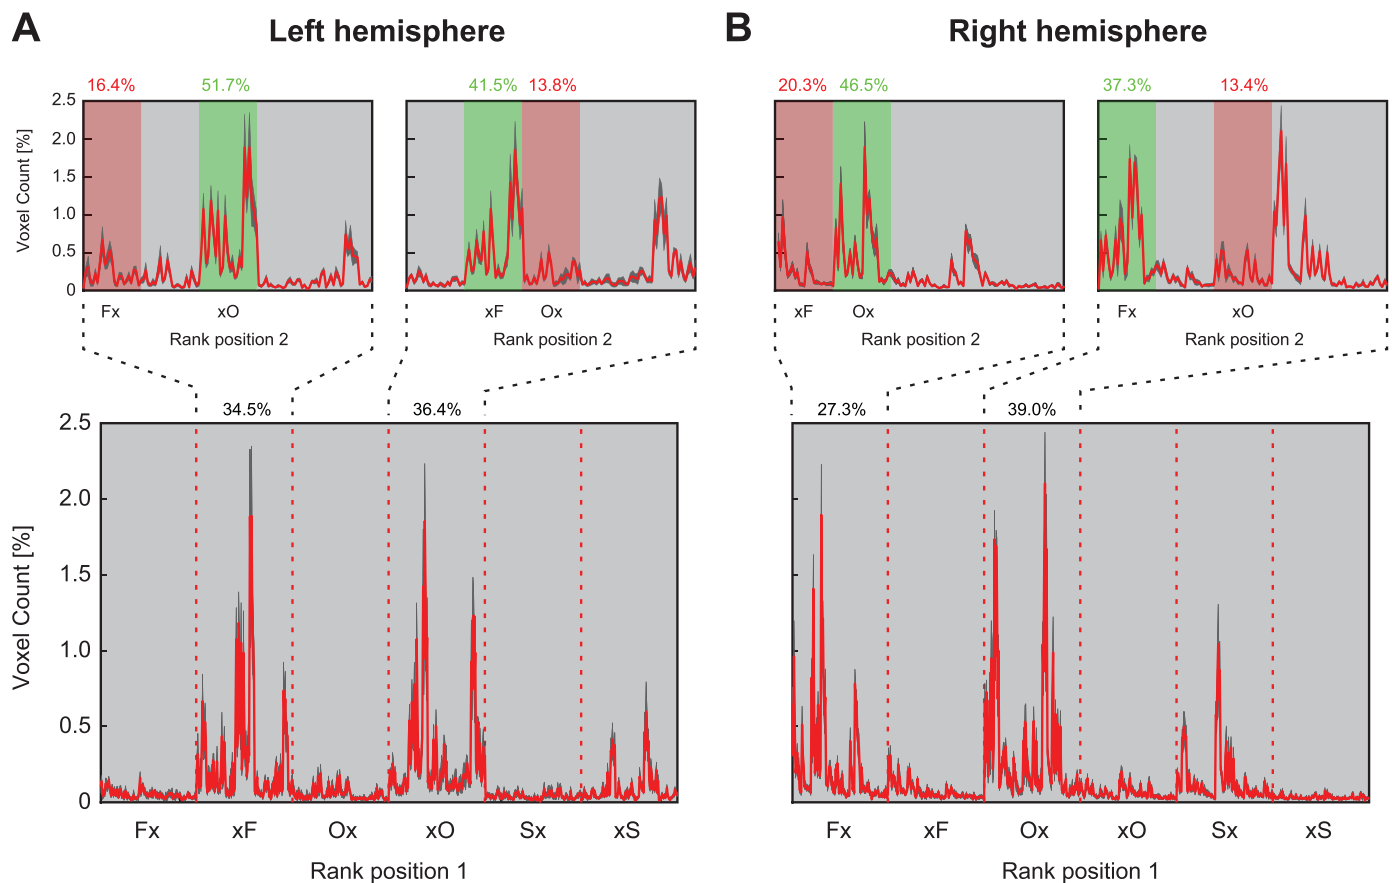 A Left hemisphere B Right hemisphere
16.4% 51.7% 41.5% 13.8% 20.3% 46.5% 37.3% 13.4%
Voxel Count [%]
2.5
2.0
1.5
1.0
0.5
0
Fx xO xF Ox xF Ox Fx xO
Rank position 2 Rank position 2 Rank position 2 Rank position 2
34.5% 36.4% 27.3% 39.0%
Voxel Count [%]
2.5
2.0
1.5
1.0
0.5
0
Fx xF Ox xO Sx xS Fx xF Ox xO Sx xS
Rank position 1 Rank position 1